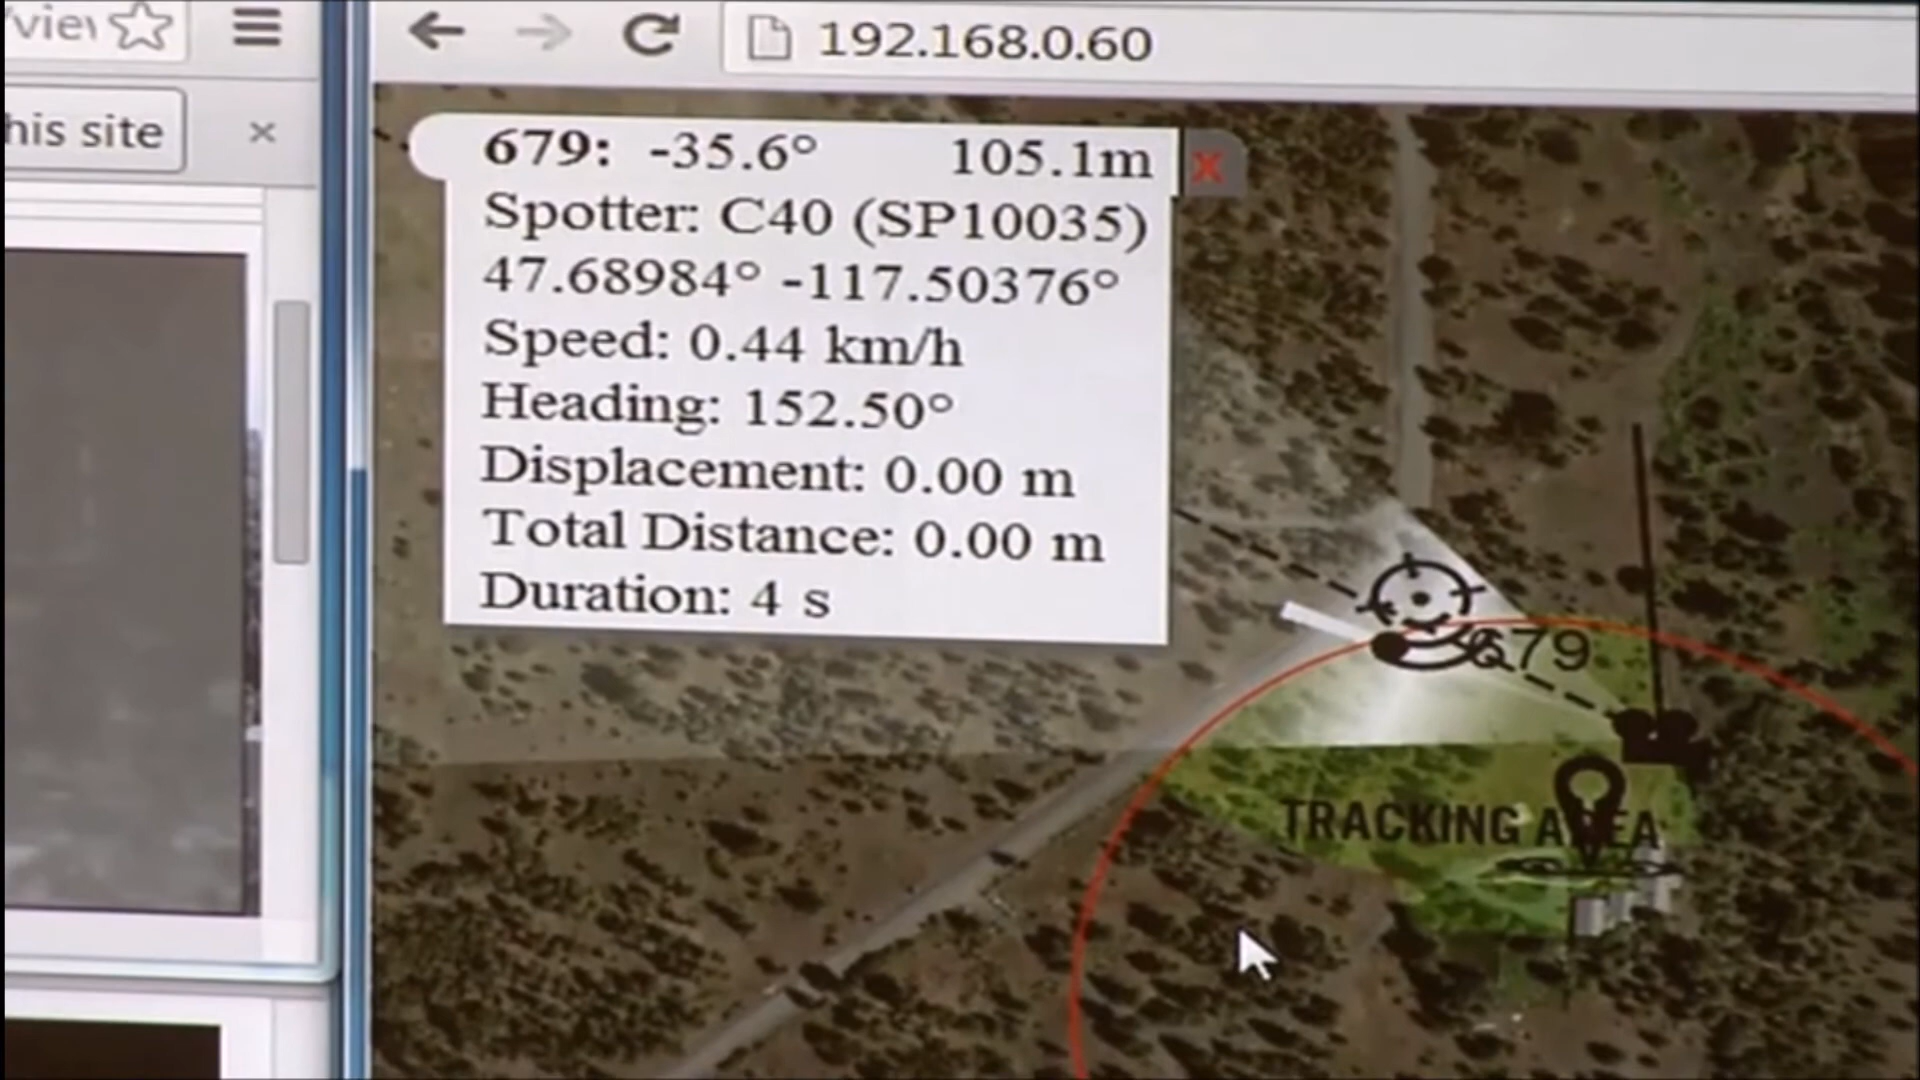 192.168.0.60
his site ×
679: -35.6° 105.1m x
Spotter: C40 (SP10035)
47.68984° -117.50376°
Speed: 0.44 km/h
Heading: 152.50°
Displacement: 0.00 m
Total Distance: 0.00 m
Duration: 4 s
679
TRACKING AREA